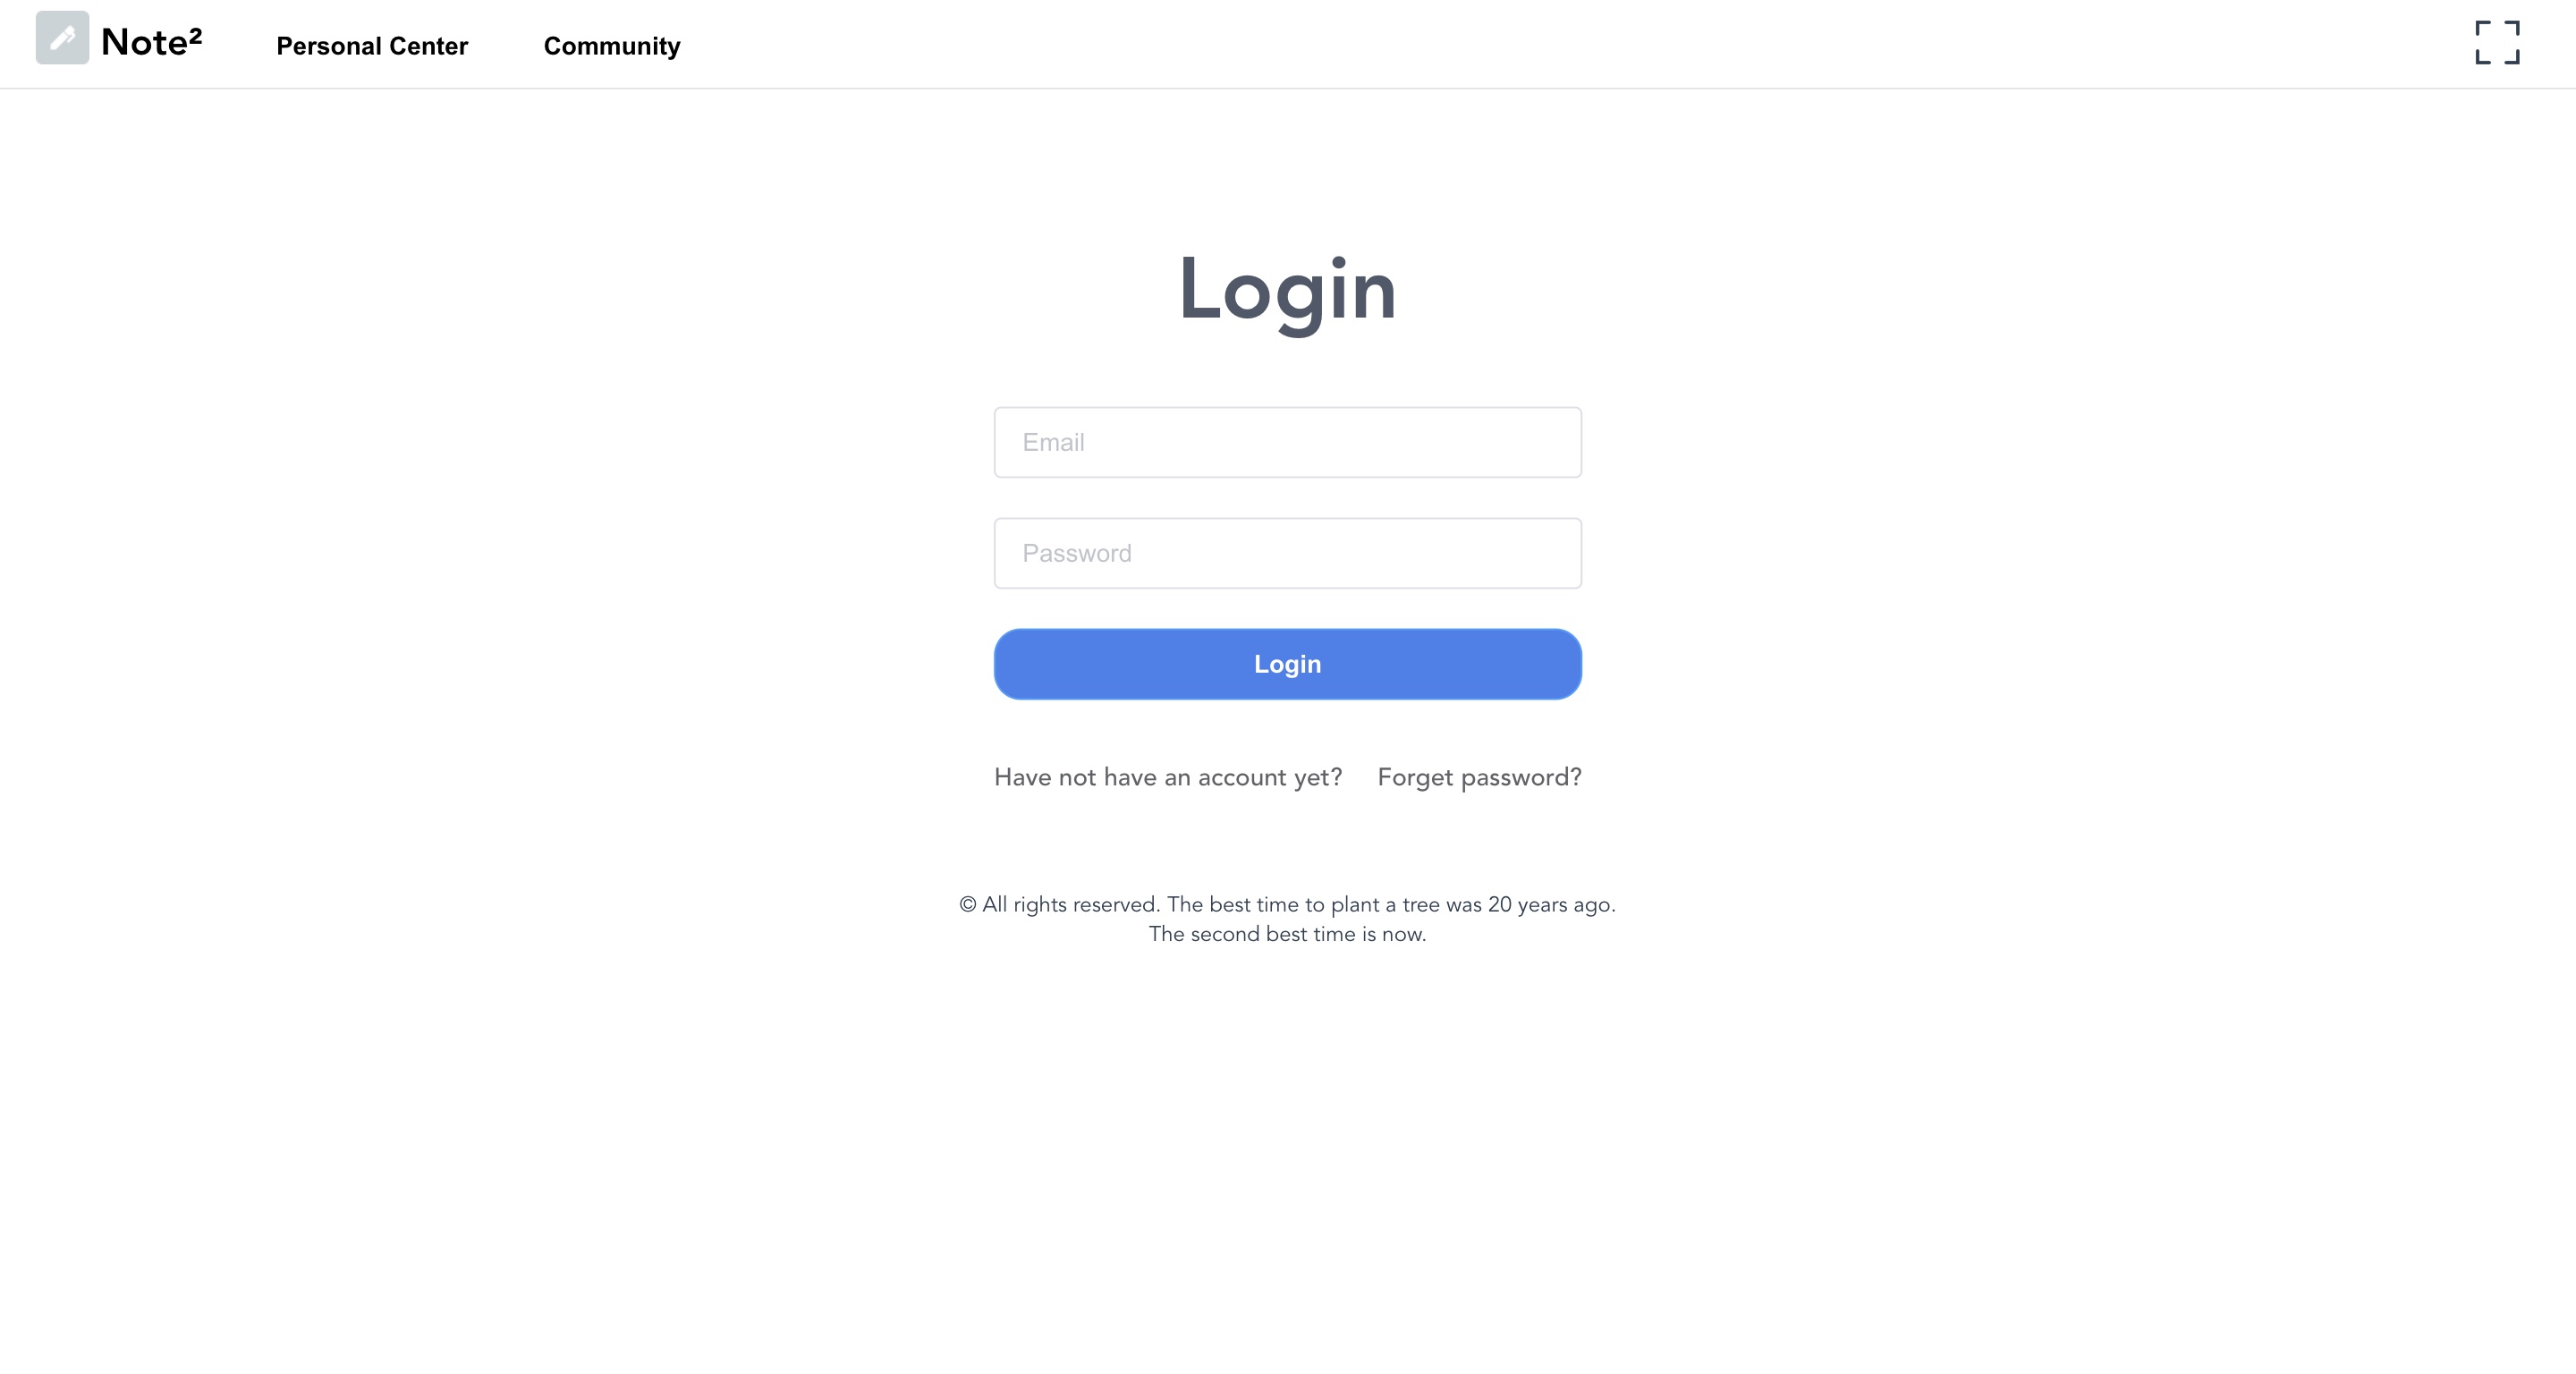 Note²
Personal Center
Community
Login
Email
Password
Login
Have not have an account yet?
Forget password?
© All rights reserved. The best time to plant a tree was 20 years ago.
The second best time is now.